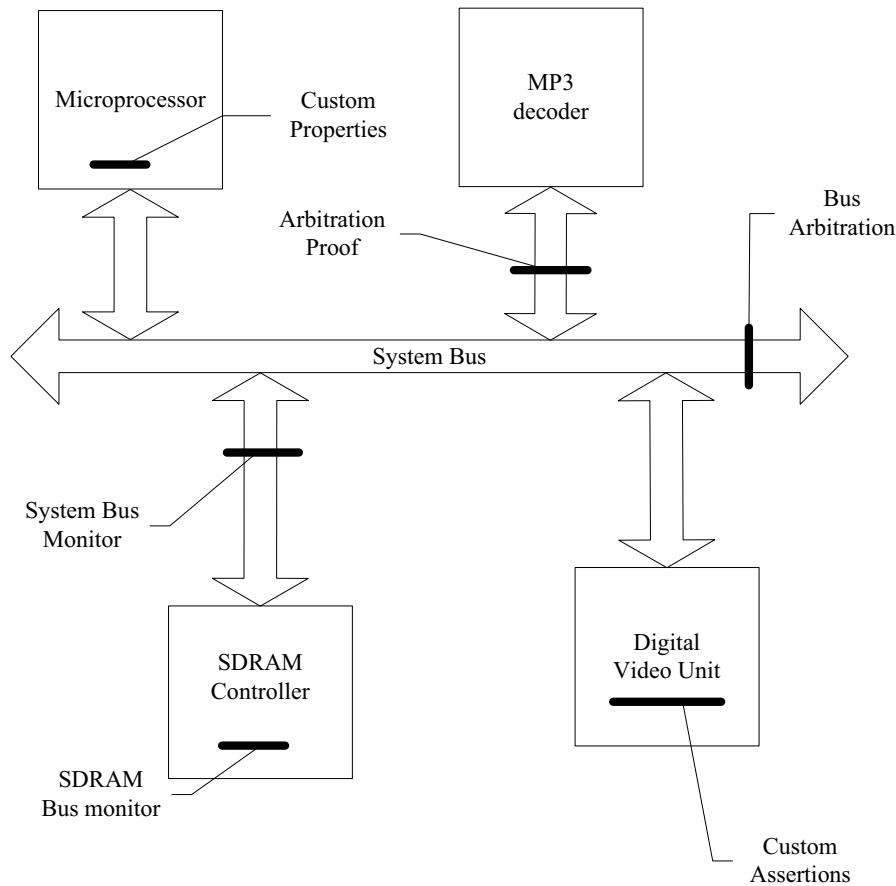 Microprocessor
Custom
Properties
MP3
decoder
Arbitration
Proof
Bus
Arbitration
System Bus
System Bus
Monitor
SDRAM
Controller
Digital
Video Unit
SDRAM
Bus monitor
Custom
Assertions